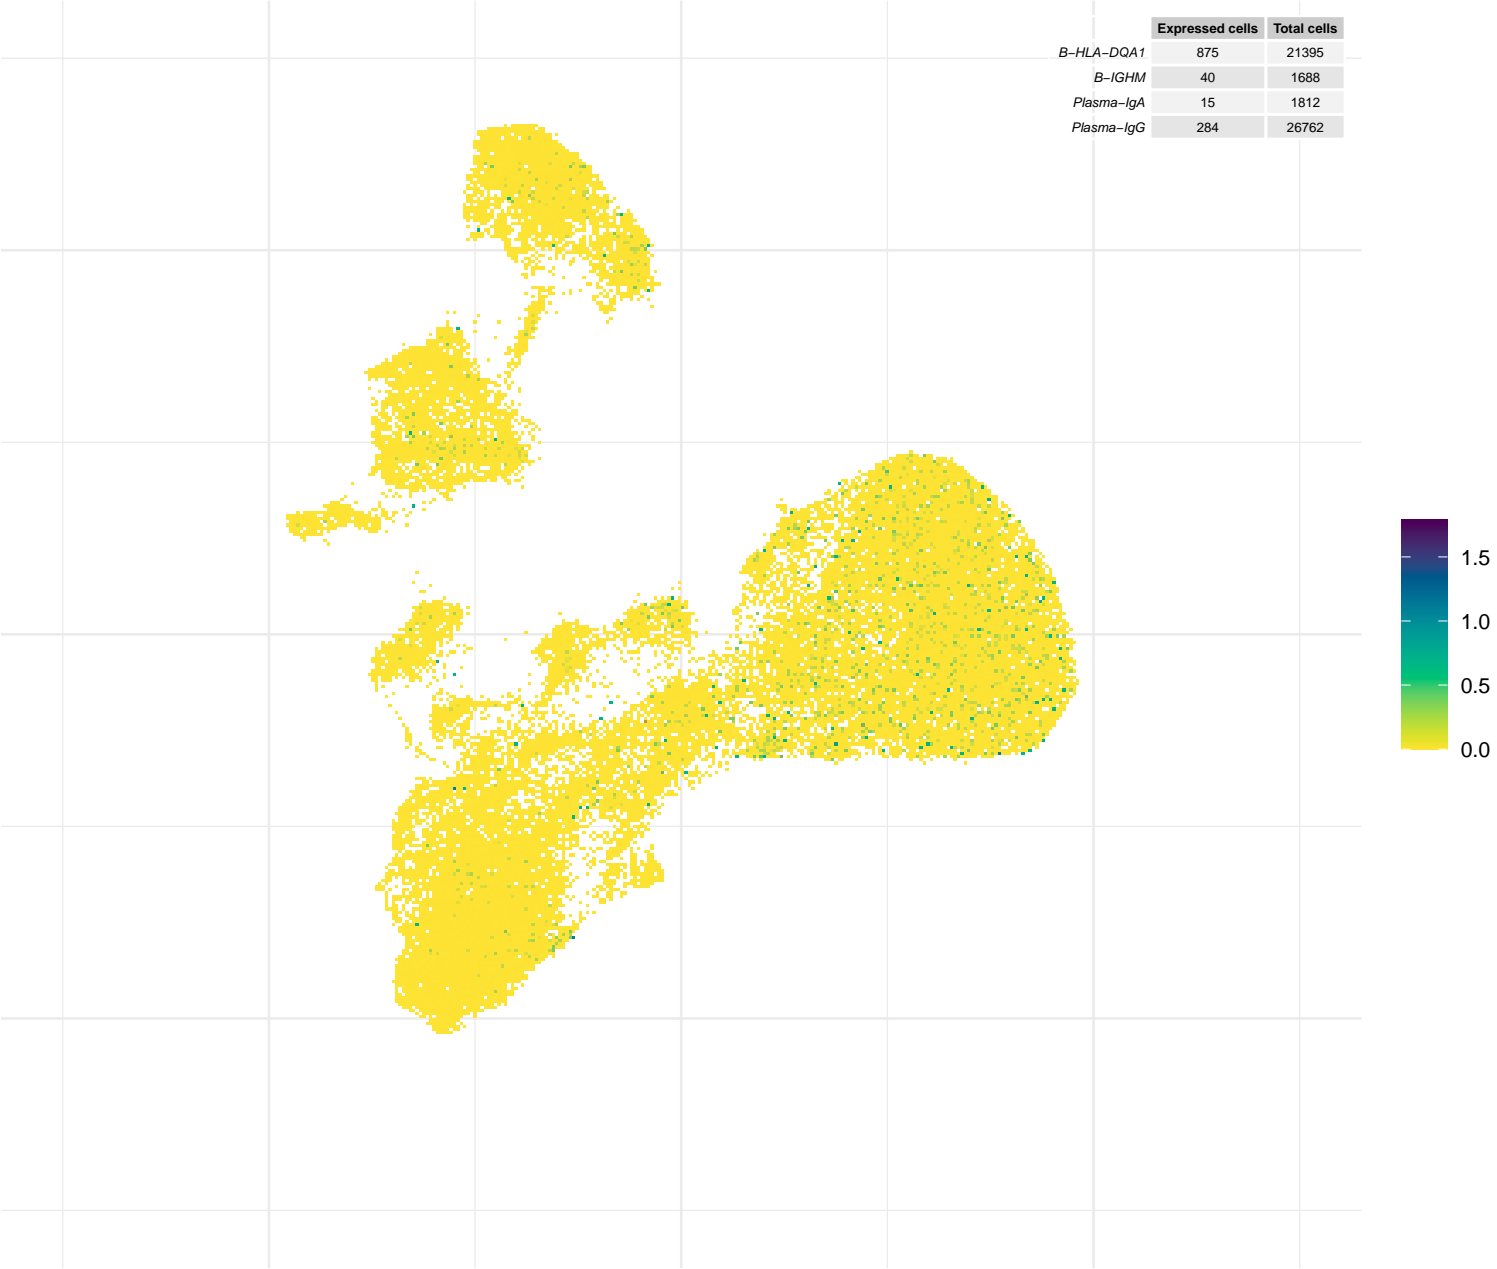 Expressed cells Total cells
B−HLA−DQA1 875 21395
B−IGHM 40 1688
Plasma−IgA 15 1812
Plasma−IgG 284 26762
1.5
1.0
0.5
0.0